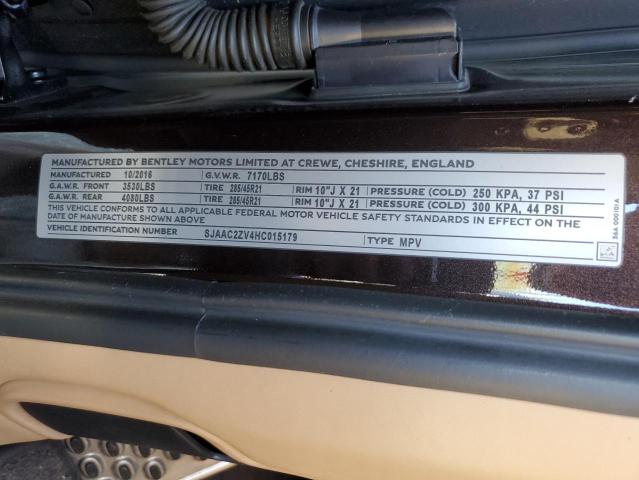 MANUFACTURED BY BENTLEY MOTORS LIMITED AT CREWE, CHESHIRE, ENGLAND
MANUFACTURED 10/2016 G.V.W.R. 7170LBS
G.A.W.R. FRONT 3530LBS TIRE 285/45R21 RIM 10"J X 21 PRESSURE (COLD) 250 KPA, 37 PSI
G.A.W.R. REAR 4080LBS TIRE 285/45R21 RIM 10"J X 21 PRESSURE (COLD) 300 KPA, 44 PSI
THIS VEHICLE CONFORMS TO ALL APPLICABLE FEDERAL MOTOR VEHICLE SAFETY STANDARDS IN EFFECT ON THE
DATE OF MANUFACTURE SHOWN ABOVE
VEHICLE IDENTIFICATION NUMBER SJAAC2ZV4HC015179 TYPE MPV
36A 000 10 A